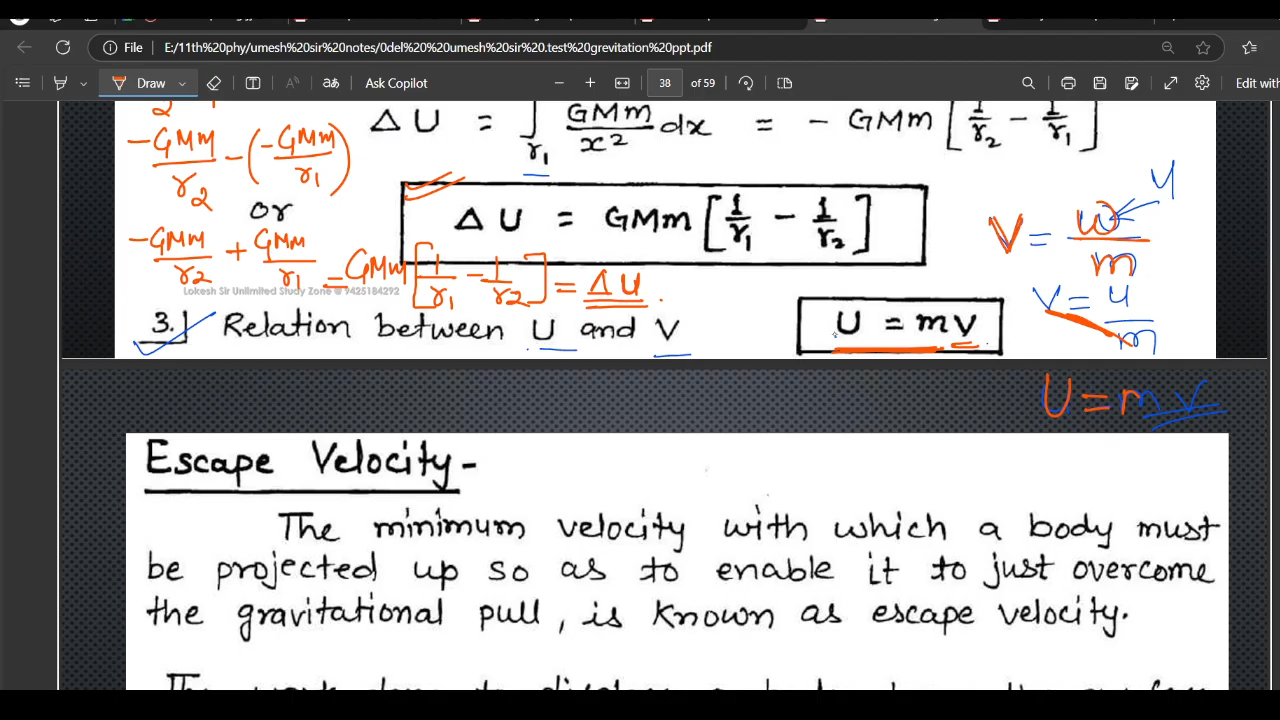 File E:/11th%20phy/umesh%20sir%20notes/0del%20%20umesh%20sir%20.test%20grevitation%20ppt.pdf
Draw Ask Copilot 38 of 59 Edit with
ΔU = ∫ r₁ GMm/x² dx = - GMm [1/r₂ - 1/r₁]
-GMm/r₂ - (-GMm/r₁)
or
ΔU = GMm [1/r₁ - 1/r₂]
-GMm/r₂ + GMm/r₁ = GMm [1/r₁ - 1/r₂] = ΔU.
V = W/m
U
V = U/m
Lokesh Sir Unlimited Study Zone @ 9425184292
3.] Relation between U and V
U = mV
U = mv
Escape Velocity-
The minimum velocity with which a body must
be projected up so as to enable it to just overcome
the gravitational pull, is known as escape velocity.